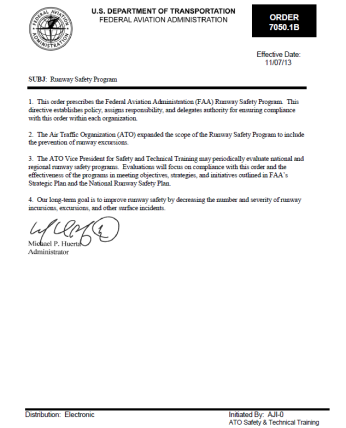 U.S. DEPARTMENT OF TRANSPORTATION
FEDERAL AVIATION ADMINISTRATION
ORDER
7050.1B
Effective Date:
11/07/13
SUBJ: Runway Safety Program
1. This order prescribes the Federal Aviation Administration (FAA) Runway Safety Program. This
directive establishes policy, assigns responsibility, and delegates authority for ensuring compliance
with this order within each organization.
2. The Air Traffic Organization (ATO) expanded the scope of the Runway Safety Program to include
the prevention of runway excursions.
3. The ATO Vice President for Safety and Technical Training may periodically evaluate national and
regional runway safety programs. Evaluations will focus on compliance with this order and the
effectiveness of the programs in meeting objectives, strategies, and initiatives outlined in FAA's
Strategic Plan and the National Runway Safety Plan.
4. Our long-term goal is to improve runway safety by decreasing the number and severity of runway
incursions, excursions, and other surface incidents.
Michael P. Huerta
Administrator
Distribution: Electronic
Initiated By: AJI-0
ATO Safety & Technical Training